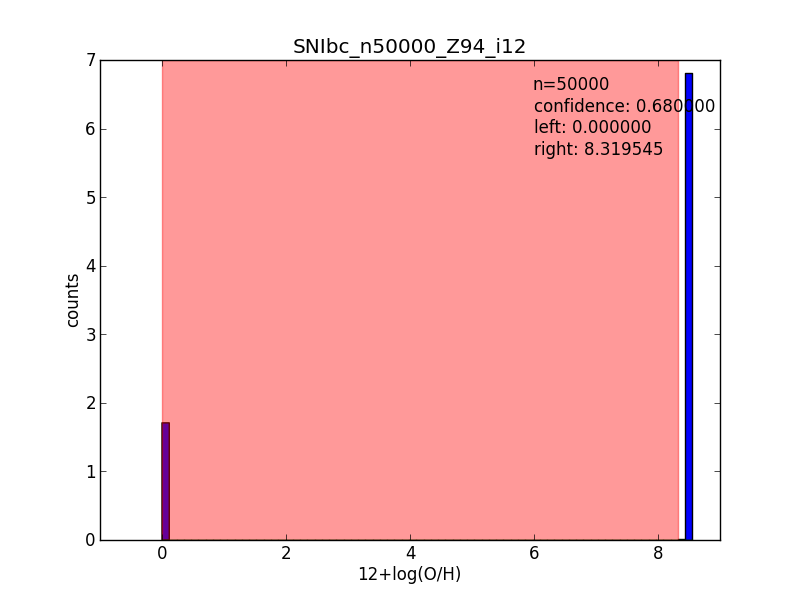 SNIbc_n50000_Z94_i12
n=50000
confidence: 0.680000
left: 0.000000
right: 8.319545
counts
7
6
5
4
3
2
1
0
0 2 4 6 8
12+log(O/H)